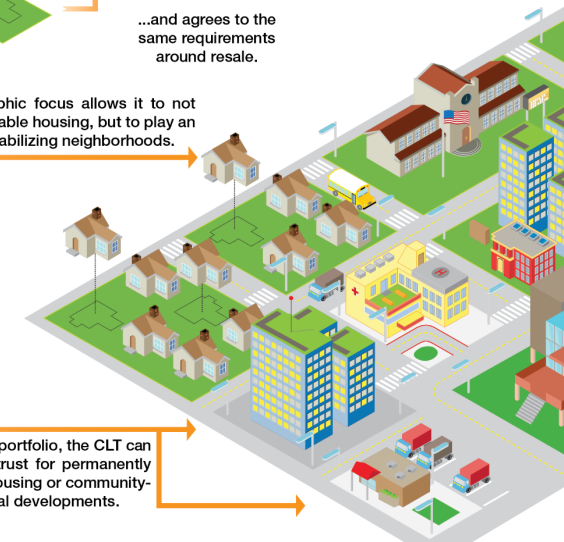 ...and agrees to the
same requirements
around resale.
phic focus allows it to not
able housing, but to play an
abilizing neighborhoods.
portfolio, the CLT can
trust for permanently
ousing or community-
al developments.
H